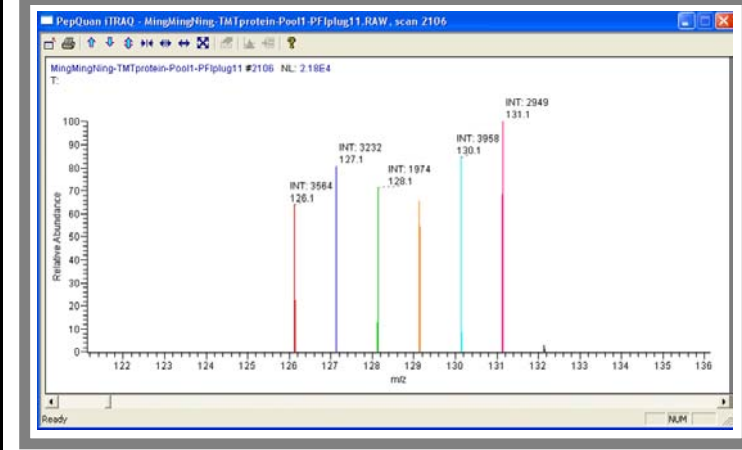 PepQuan iTRAQ - MingMingNing-TMTprotein-Pool1-PFIplug11.RAW, scan 2106
MingMingNing-TMTprotein-Pool1-PFIplug11 #2106 NL: 2.18E4
T:
INT: 2949
131.1
INT: 3958
130.1
INT: 3232
127.1
INT: 1974
128.1
INT: 3564
126.1
Relative Abundance
100
90
80
70
60
50
40
30
20
10
0
122 123 124 125 126 127 128 129 130 131 132 133 134 135 136
m/z
Ready NUM